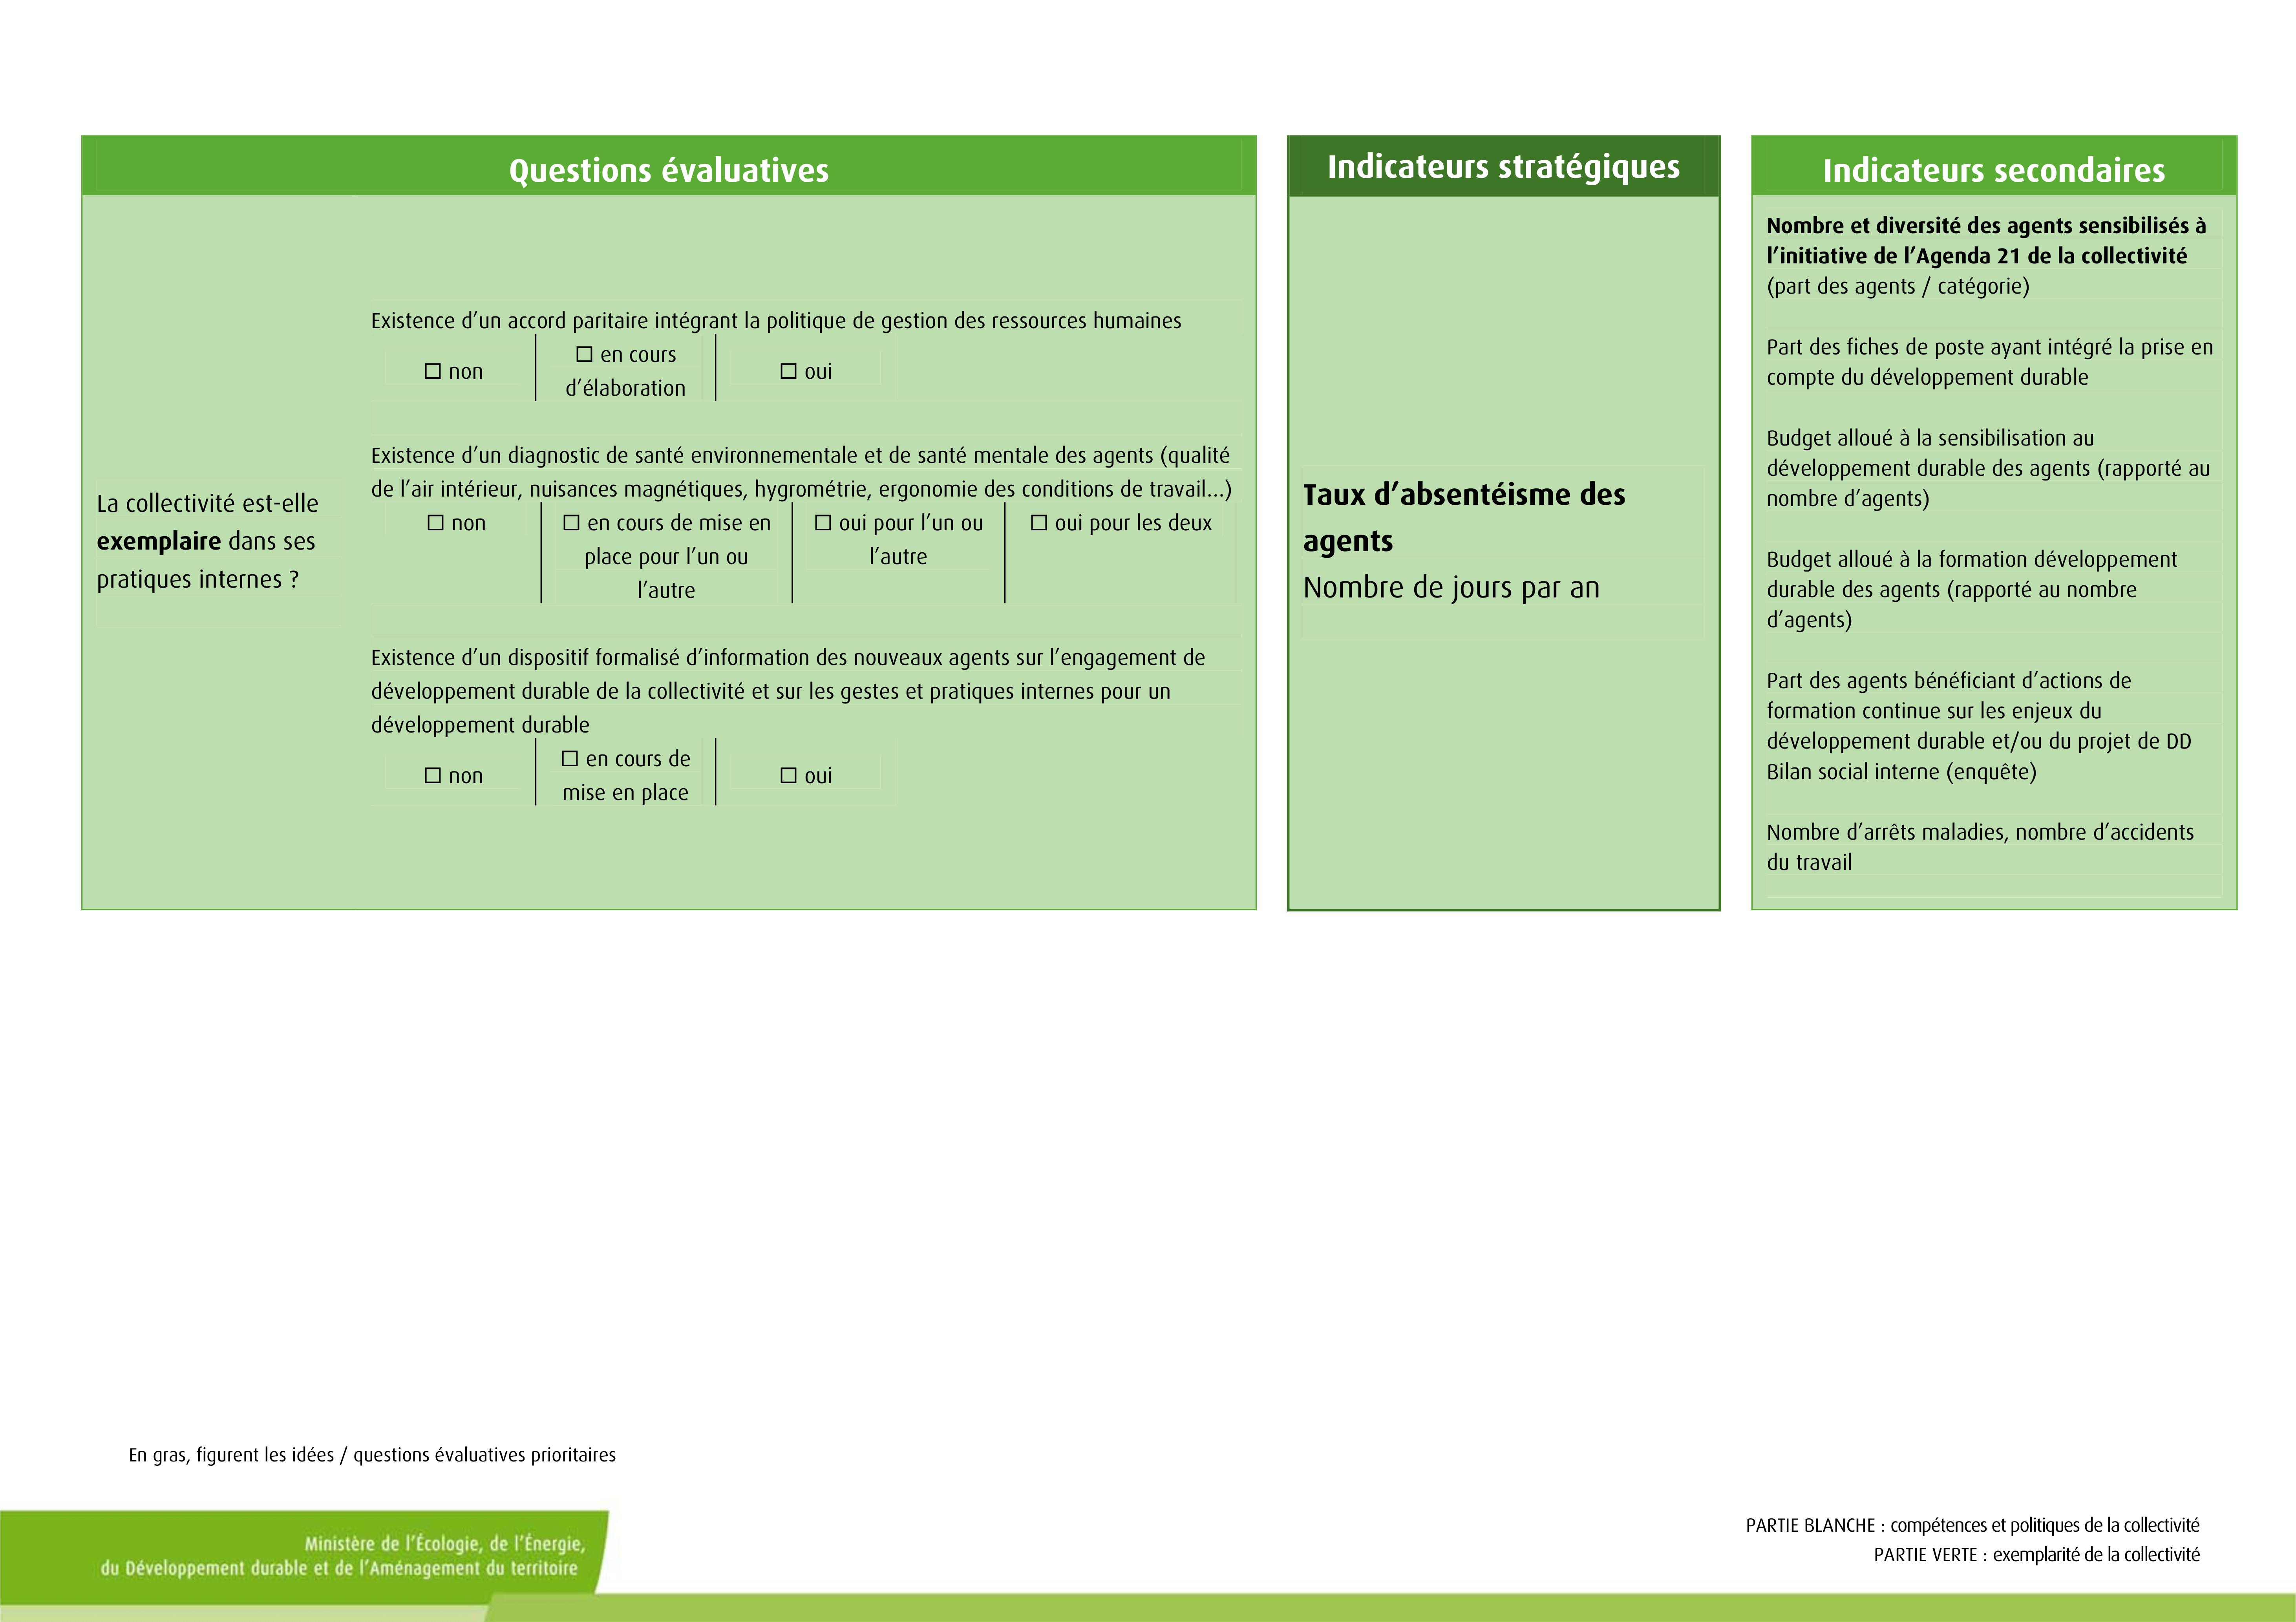 Questions évaluatives
La collectivité est-elle
exemplaire dans ses
pratiques internes ?
Existence d’un accord paritaire intégrant la politique de gestion des ressources humaines
☐ non
☐ en cours
d’élaboration
☐ oui
Existence d’un diagnostic de santé environnementale et de santé mentale des agents (qualité
de l’air intérieur, nuisances magnétiques, hygrométrie, ergonomie des conditions de travail...)
☐ non
☐ en cours de mise en
place pour l’un ou
l’autre
☐ oui pour l’un ou
l’autre
☐ oui pour les deux
Existence d’un dispositif formalisé d’information des nouveaux agents sur l’engagement de
développement durable de la collectivité et sur les gestes et pratiques internes pour un
développement durable
☐ non
☐ en cours de
mise en place
☐ oui
Indicateurs stratégiques
Taux d’absentéisme des
agents
Nombre de jours par an
Indicateurs secondaires
Nombre et diversité des agents sensibilisés à
l’initiative de l’Agenda 21 de la collectivité
(part des agents / catégorie)
Part des fiches de poste ayant intégré la prise en
compte du développement durable
Budget alloué à la sensibilisation au
développement durable des agents (rapporté au
nombre d’agents)
Budget alloué à la formation développement
durable des agents (rapporté au nombre
d’agents)
Part des agents bénéficiant d’actions de
formation continue sur les enjeux du
développement durable et/ou du projet de DD
Bilan social interne (enquête)
Nombre d’arrêts maladies, nombre d’accidents
du travail
En gras, figurent les idées / questions évaluatives prioritaires
Ministère de l’Écologie, de l’Énergie,
du Développement durable et de l’Aménagement du territoire
PARTIE BLANCHE : compétences et politiques de la collectivité
PARTIE VERTE : exemplarité de la collectivité